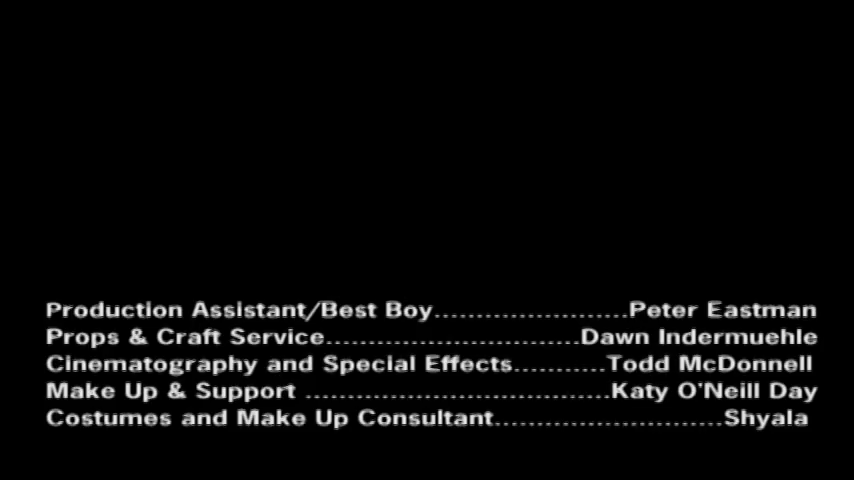 Production Assistant/Best Boy.......................Peter Eastman
Props & Craft Service..............................Dawn Indermuehle
Cinematography and Special Effects...........Todd McDonnell
Make Up & Support ....................................Katy O'Neill Day
Costumes and Make Up Consultant...........................Shyala